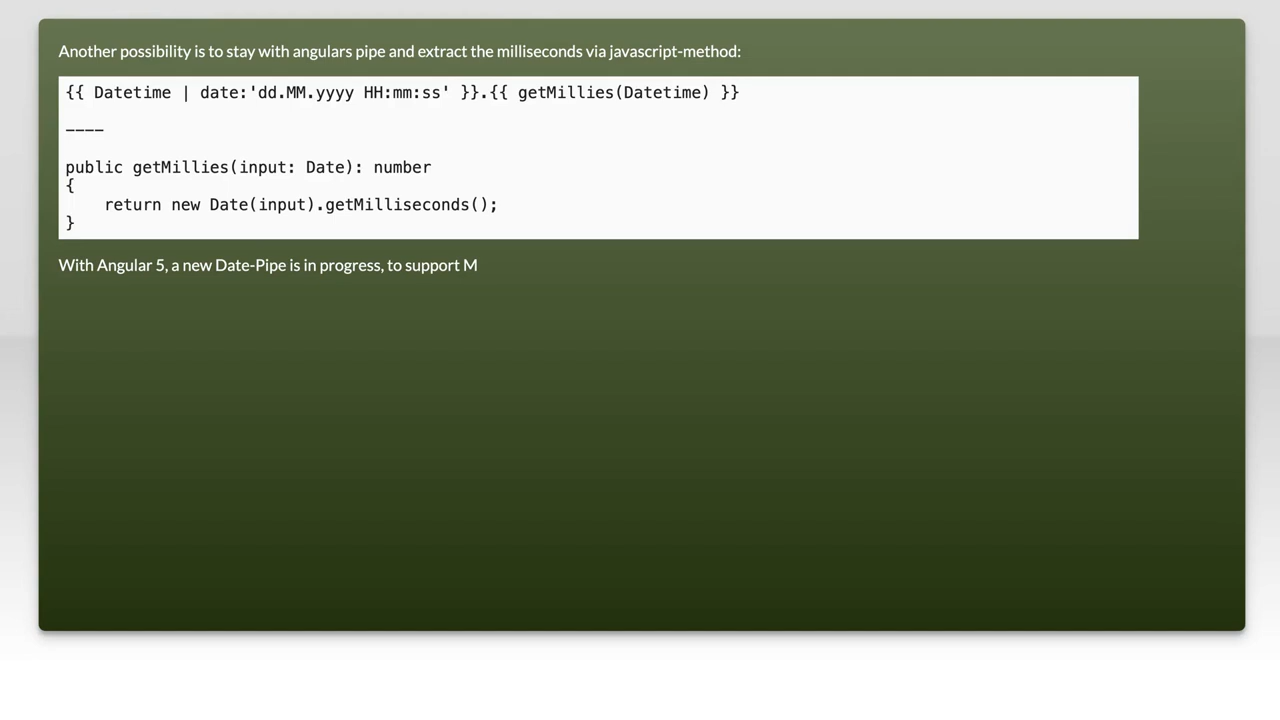 Another possibility is to stay with angulars pipe and extract the milliseconds via javascript-method:
{{ Datetime | date:'dd.MM.yyyy HH:mm:ss' }}.{{ getMillies(Datetime) }}
----
public getMillies(input: Date): number
{
    return new Date(input).getMilliseconds();
}
With Angular 5, a new Date-Pipe is in progress, to support M